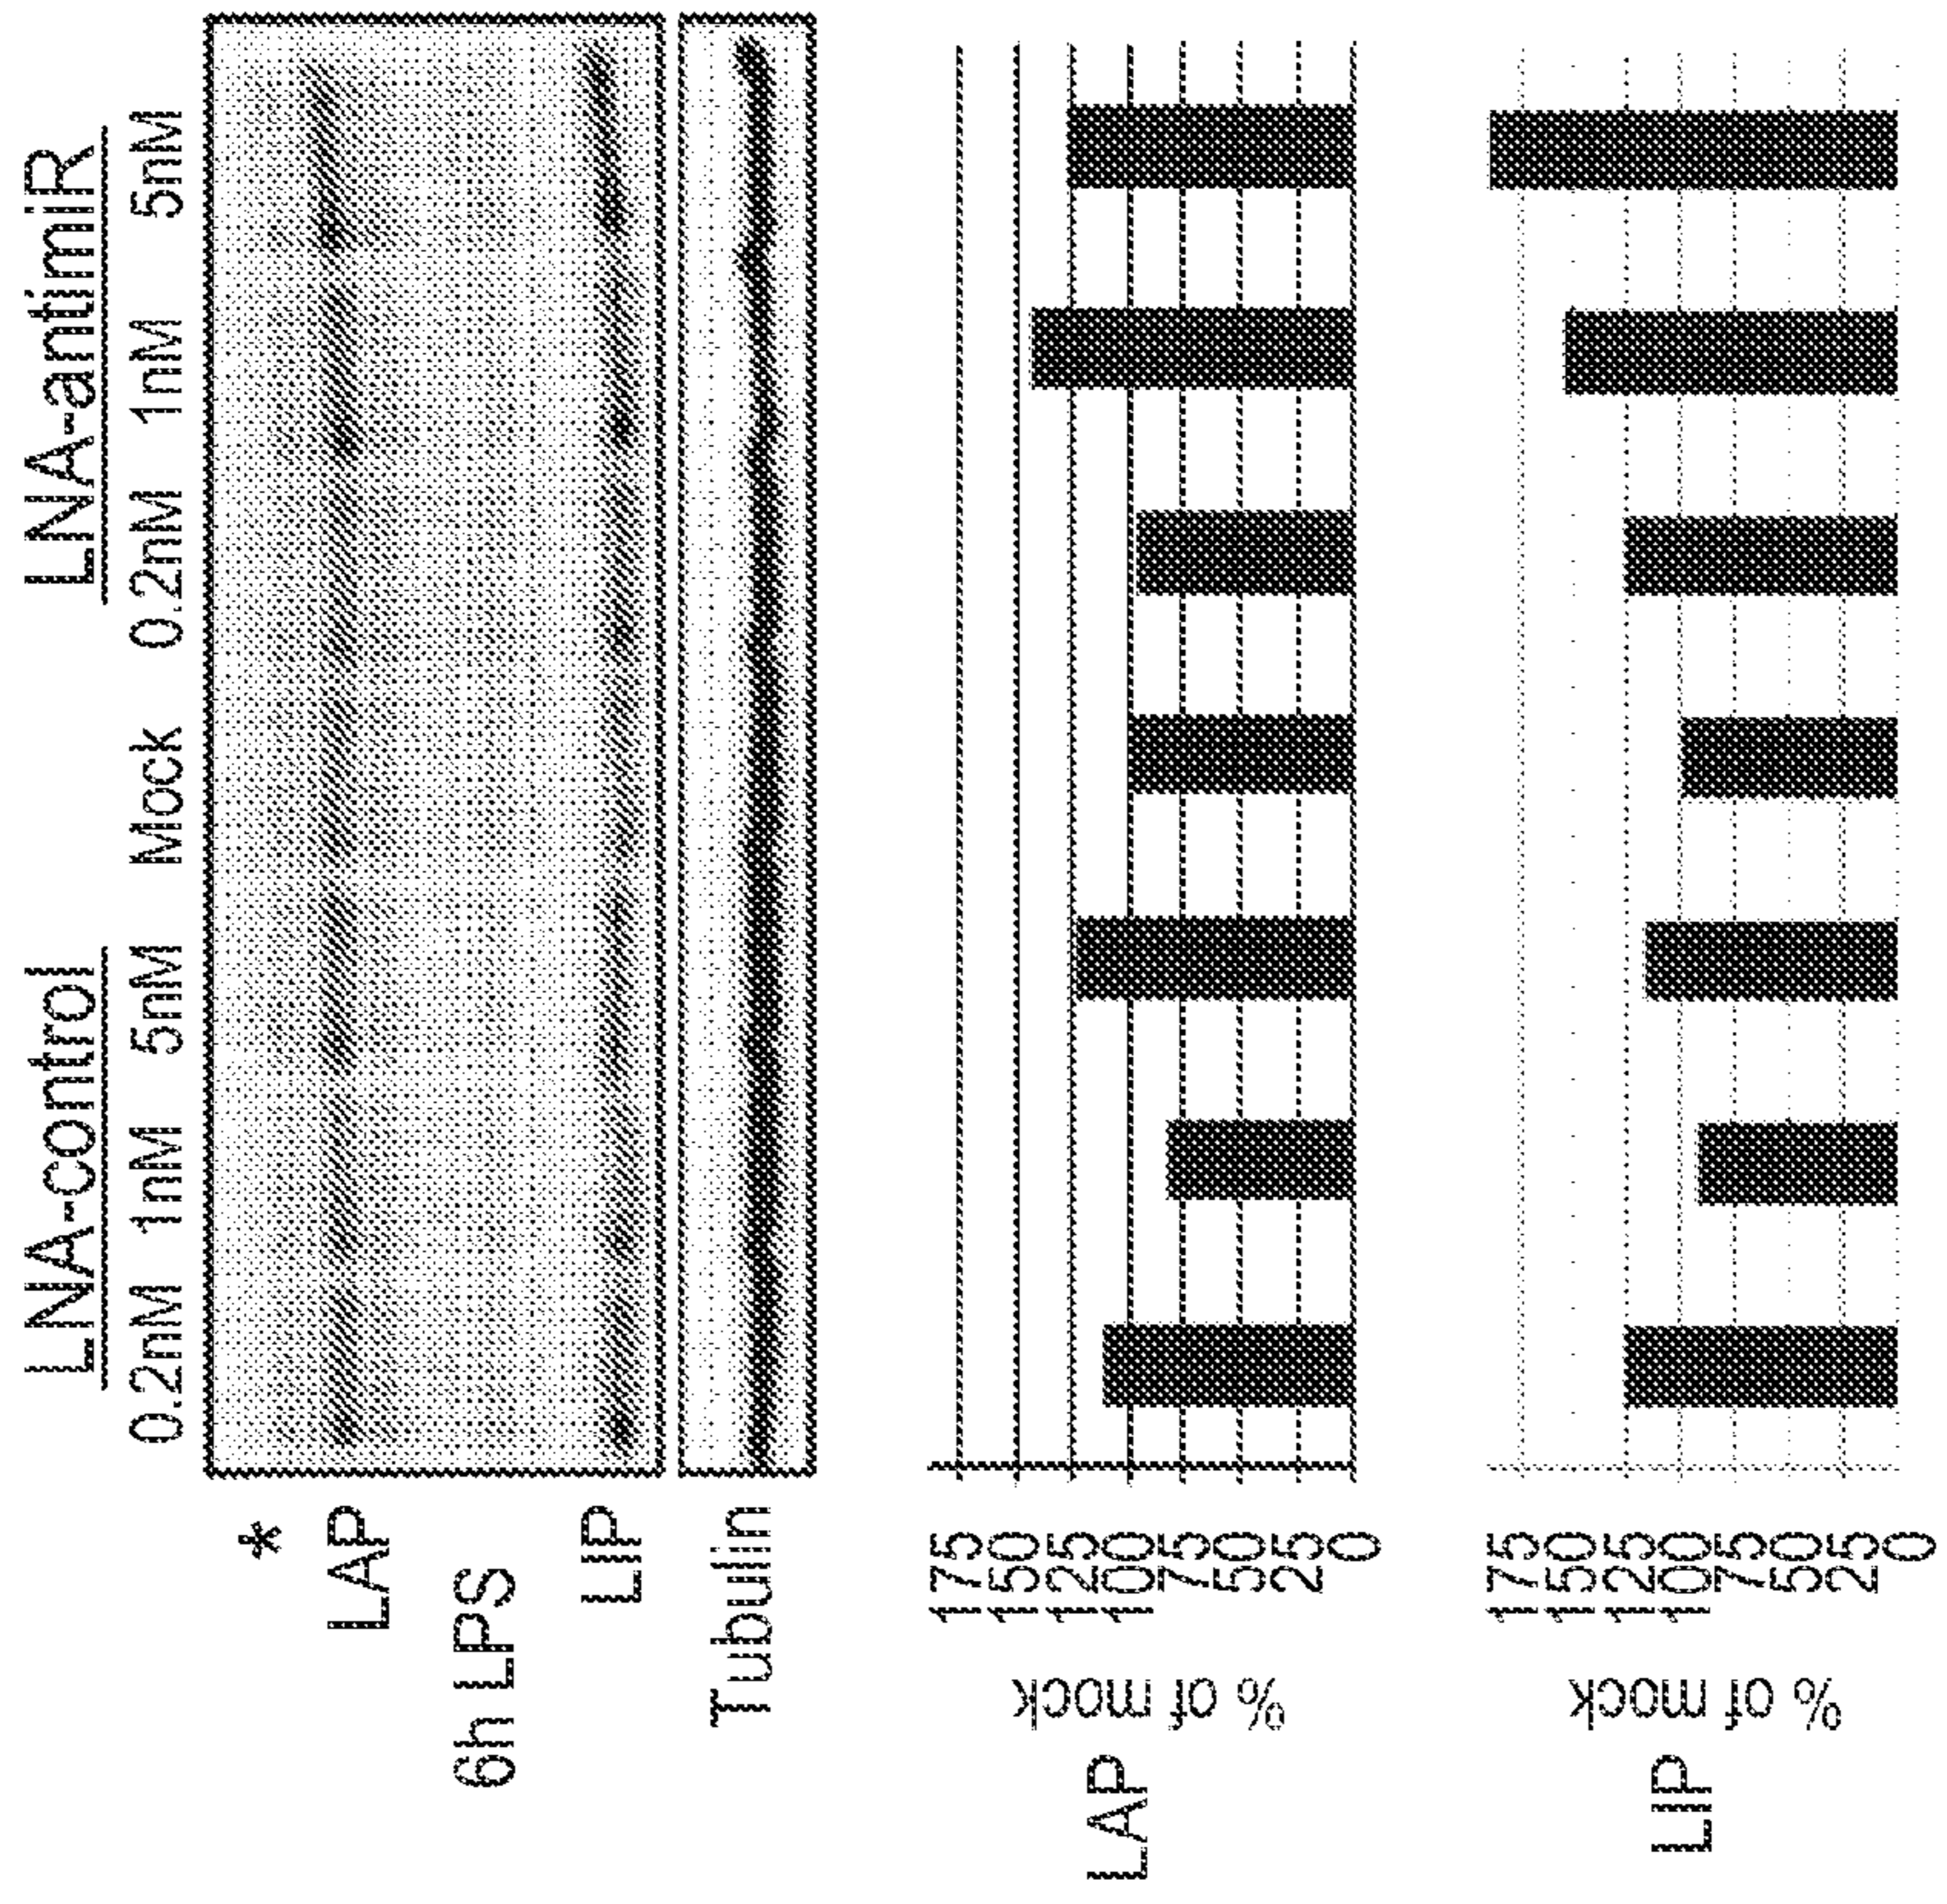 LNA-control LNA-antimiR
0.2nM 1nM 5nM Mock 0.2nM 1nM 5nM
*
LAP
6h LPS
LIP
Tubulin
LAP
% of mock
175
150
125
100
75
50
25
0
LIP
% of mock
175
150
125
100
75
50
25
0